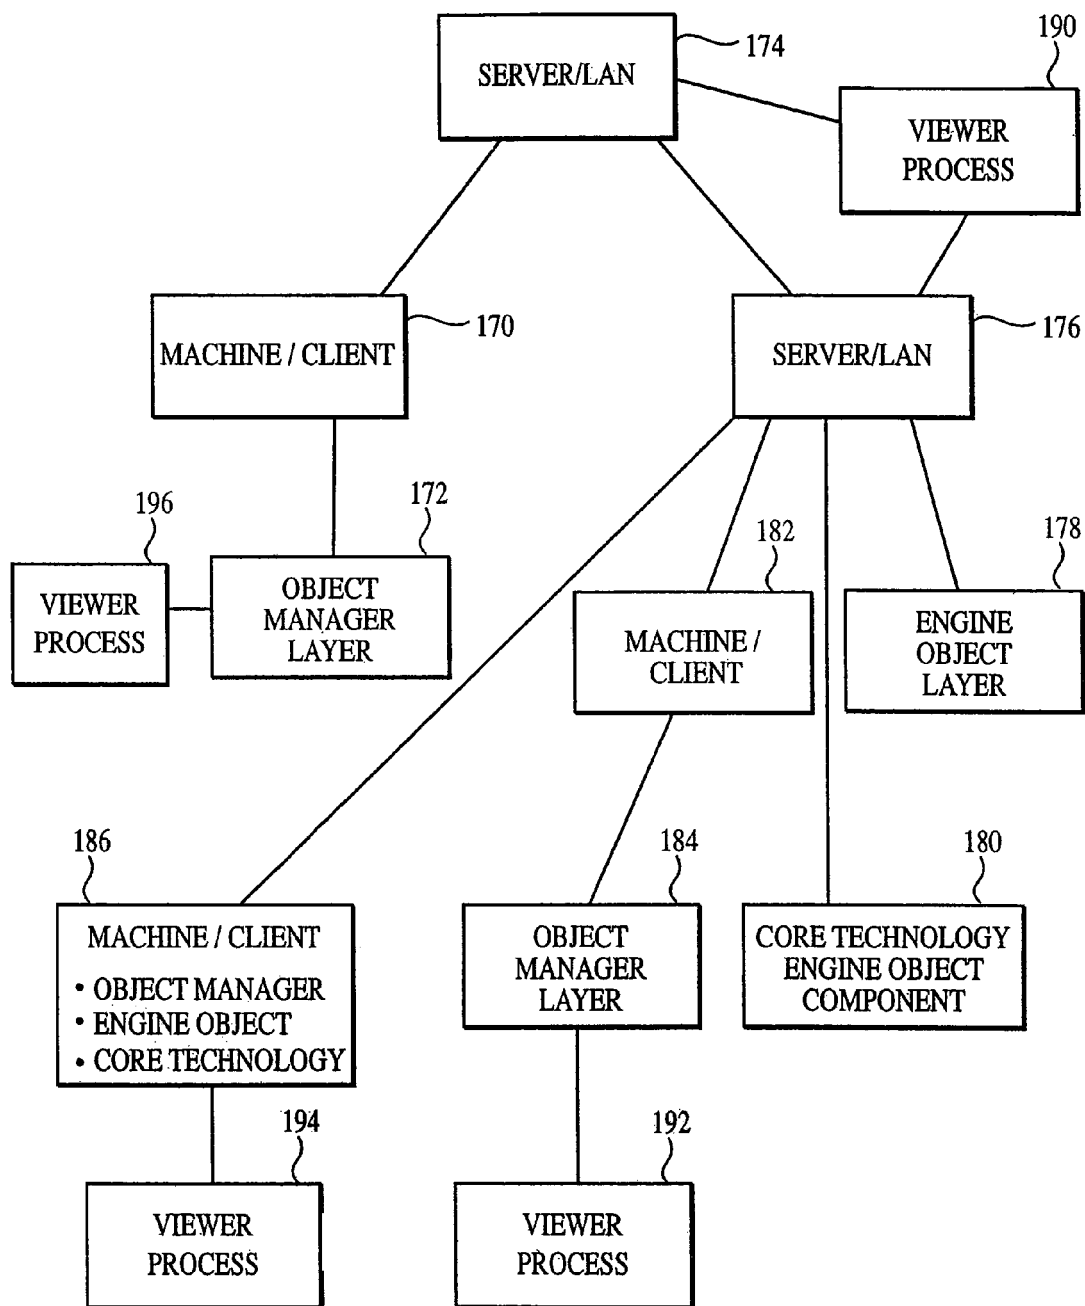 SERVER/LAN
174
190
VIEWER
PROCESS
MACHINE / CLIENT
170
SERVER/LAN
176
196
VIEWER
PROCESS
172
OBJECT
MANAGER
LAYER
182
MACHINE /
CLIENT
178
ENGINE
OBJECT
LAYER
186
MACHINE / CLIENT
• OBJECT MANAGER
• ENGINE OBJECT
• CORE TECHNOLOGY
184
OBJECT
MANAGER
LAYER
180
CORE TECHNOLOGY
ENGINE OBJECT
COMPONENT
194
VIEWER
PROCESS
192
VIEWER
PROCESS